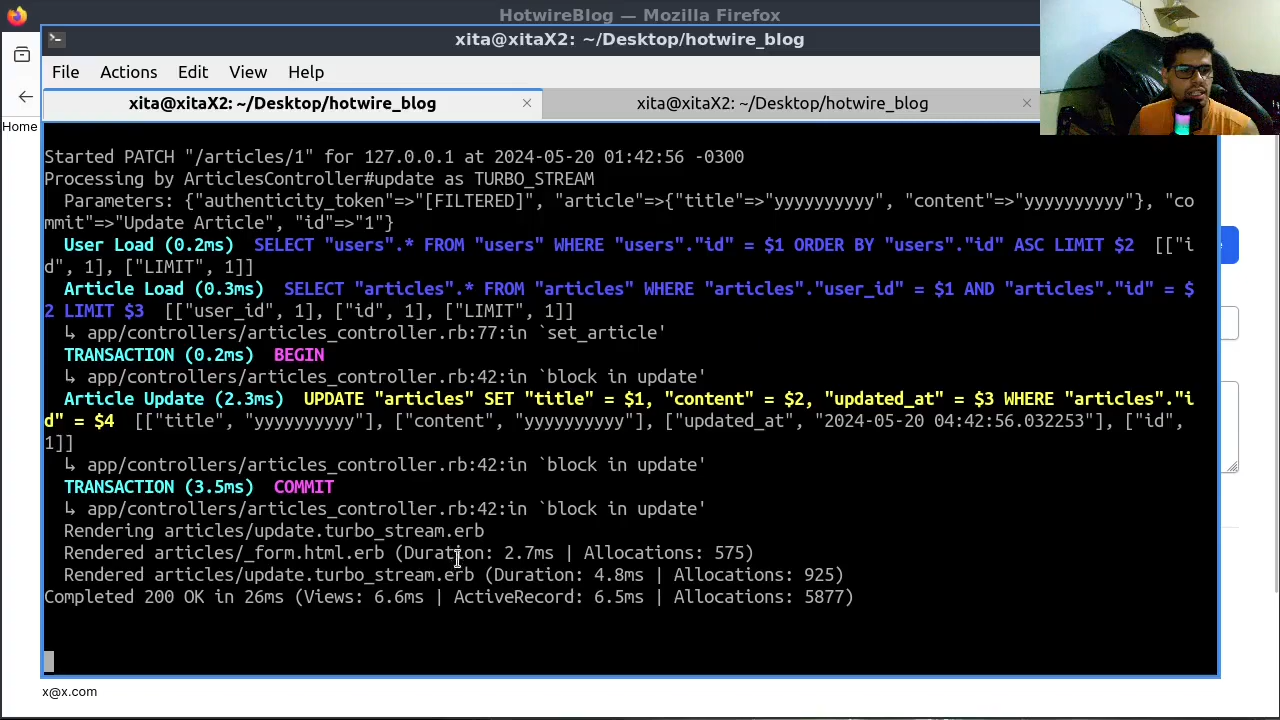 HotwireBlog — Mozilla Firefox
xita@xitaX2: ~/Desktop/hotwire_blog
File Actions Edit View Help
xita@xitaX2: ~/Desktop/hotwire_blog × xita@xitaX2: ~/Desktop/hotwire_blog ×
Home
Started PATCH "/articles/1" for 127.0.0.1 at 2024-05-20 01:42:56 -0300
Processing by ArticlesController#update as TURBO_STREAM
Parameters: {"authenticity_token"=>"[FILTERED]", "article"=>{"title"=>"yyyyyyyyyy", "content"=>"yyyyyyyyyy"}, "co
mmit"=>"Update Article", "id"=>"1"}
User Load (0.2ms) SELECT "users".* FROM "users" WHERE "users"."id" = $1 ORDER BY "users"."id" ASC LIMIT $2 [["i
d", 1], ["LIMIT", 1]]
Article Load (0.3ms) SELECT "articles".* FROM "articles" WHERE "articles"."user_id" = $1 AND "articles"."id" = $
2 LIMIT $3 [["user_id", 1], ["id", 1], ["LIMIT", 1]]
↳ app/controllers/articles_controller.rb:77:in `set_article'
TRANSACTION (0.2ms) BEGIN
↳ app/controllers/articles_controller.rb:42:in `block in update'
Article Update (2.3ms) UPDATE "articles" SET "title" = $1, "content" = $2, "updated_at" = $3 WHERE "articles"."i
d" = $4 [["title", "yyyyyyyyyy"], ["content", "yyyyyyyyyy"], ["updated_at", "2024-05-20 04:42:56.032253"], ["id",
1]]
↳ app/controllers/articles_controller.rb:42:in `block in update'
TRANSACTION (3.5ms) COMMIT
↳ app/controllers/articles_controller.rb:42:in `block in update'
Rendering articles/update.turbo_stream.erb
Rendered articles/_form.html.erb (Duration: 2.7ms | Allocations: 575)
Rendered articles/update.turbo_stream.erb (Duration: 4.8ms | Allocations: 925)
Completed 200 OK in 26ms (Views: 6.6ms | ActiveRecord: 6.5ms | Allocations: 5877)
x@x.com